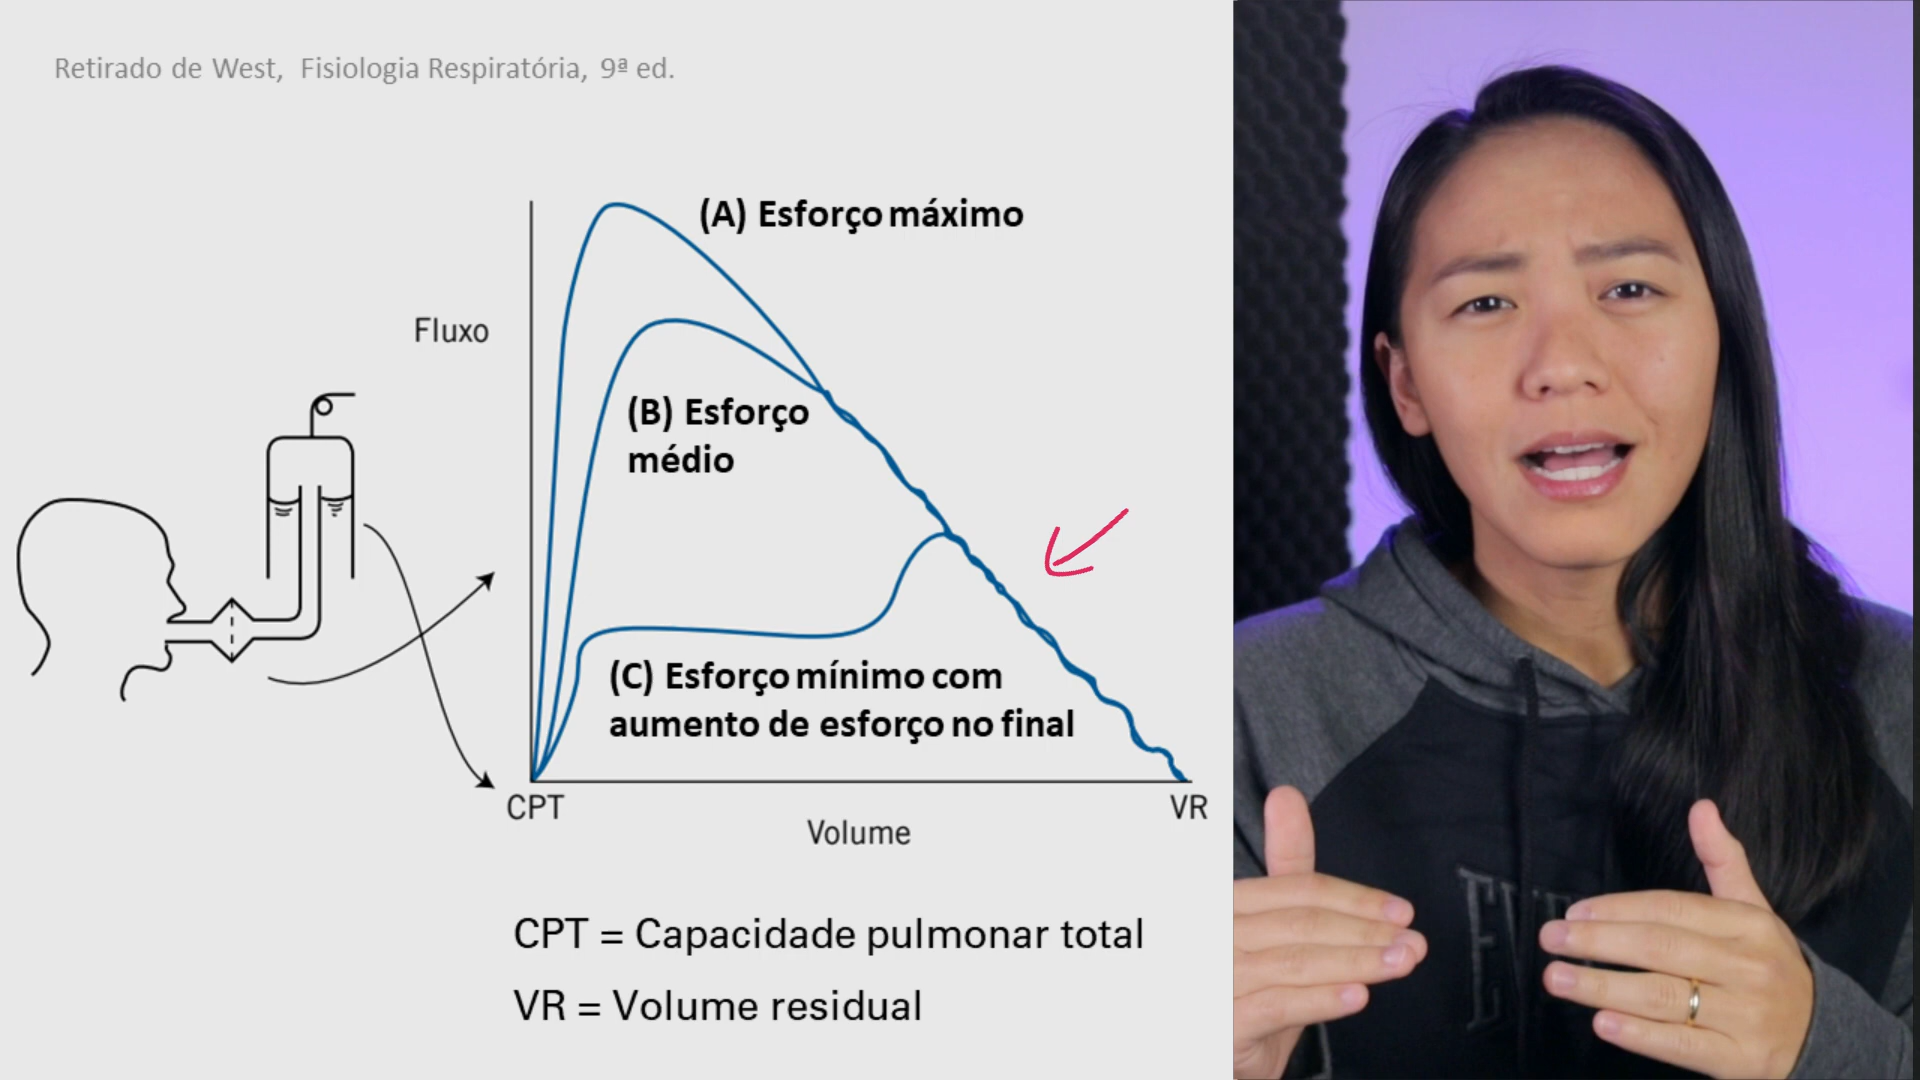 Retirado de West, Fisiologia Respiratória, 9ª ed.
(A) Esforço máximo
Fluxo
(B) Esforço
médio
(C) Esforço mínimo com
aumento de esforço no final
CPT
VR
Volume
CPT = Capacidade pulmonar total
VR = Volume residual